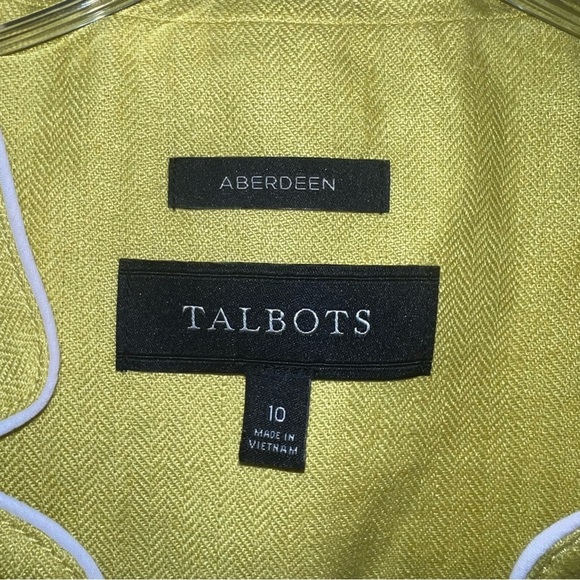 ABERDEEN
TALBOTS
10
MADE IN
VIETNAM